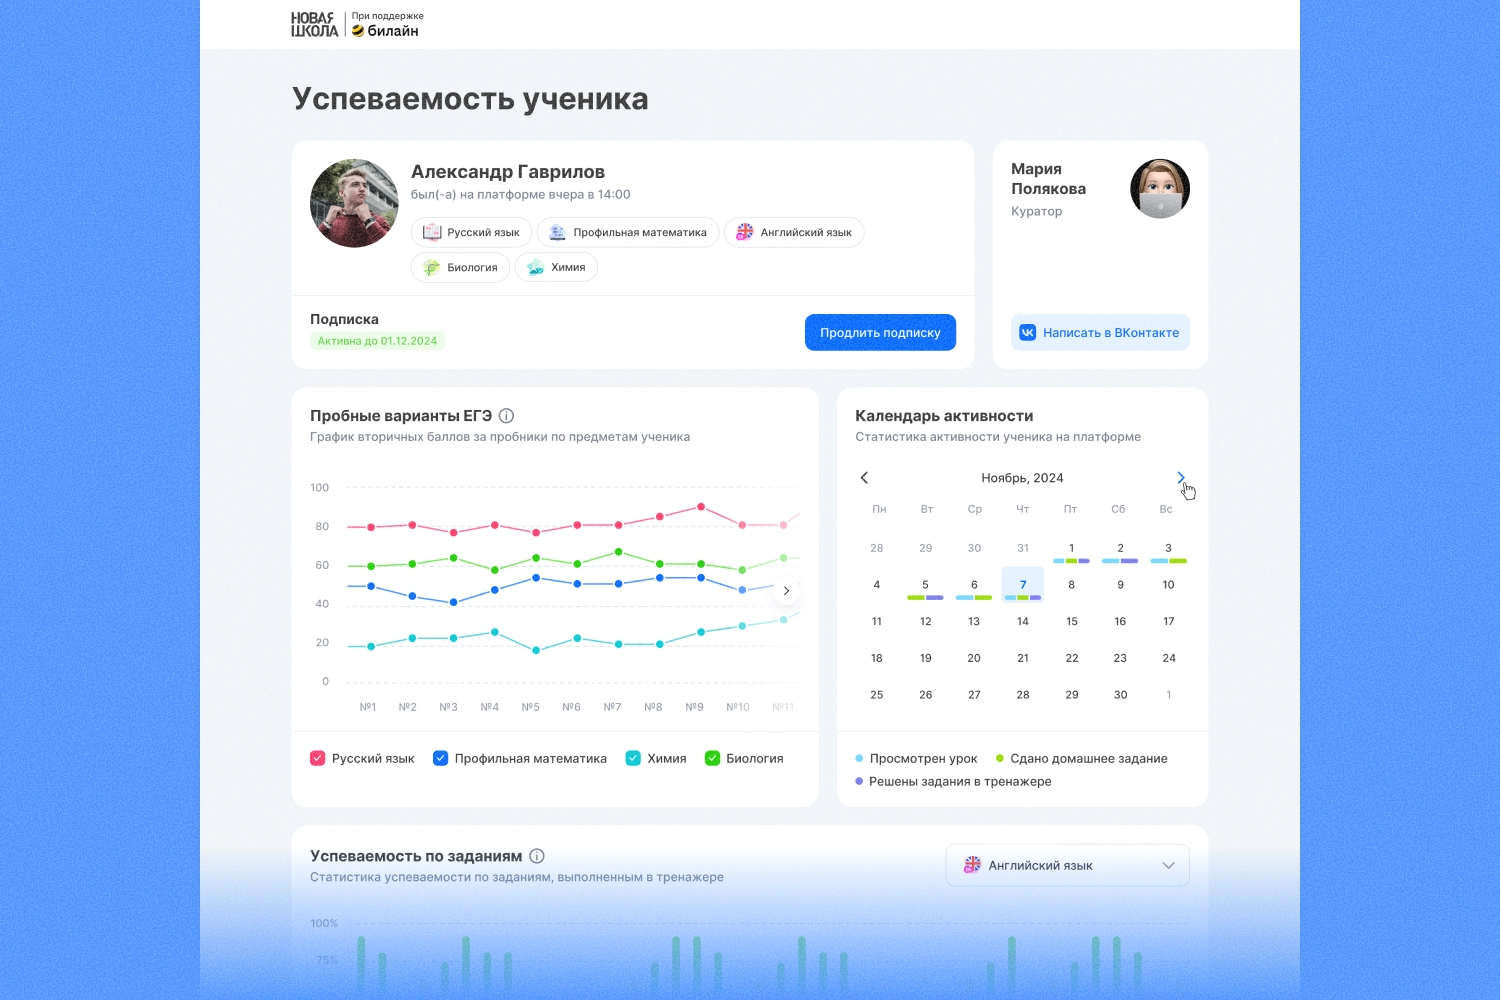 НОВАЯ ШКОЛА
При поддержке
билайн
Успеваемость ученика
Александр Гаврилов
был(-а) на платформе вчера в 14:00
Русский язык
Профильная математика
Английский язык
Биология
Химия
Подписка
Активна до 01.12.2024
Продлить подписку
Мария
Полякова
Куратор
Написать в ВКонтакте
Пробные варианты ЕГЭ
График вторичных баллов за пробники по предметам ученика
100
80
60
40
20
0
№1 №2 №3 №4 №5 №6 №7 №8 №9 №10 №11
Русский язык Профильная математика Химия Биология
Календарь активности
Статистика активности ученика на платформе
Ноябрь, 2024
Пн Вт Ср Чт Пт Сб Вс
28 29 30 31 1 2 3
4 5 6 7 8 9 10
11 12 13 14 15 16 17
18 19 20 21 22 23 24
25 26 27 28 29 30 1
Просмотрен урок Сдано домашнее задание
Решены задания в тренажере
Успеваемость по заданиям
Статистика успеваемости по заданиям, выполненным в тренажере
Английский язык
100%
75%